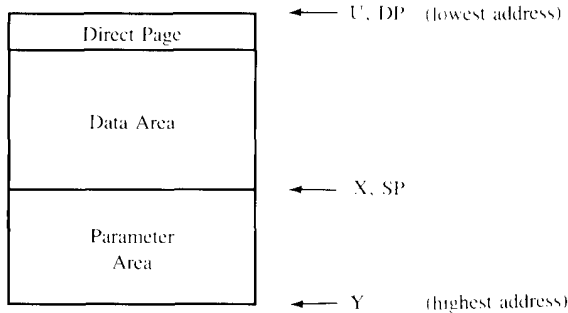 U, DP (lowest address)
Direct Page
Data Area
X, SP
Parameter
Area
Y (highest address)